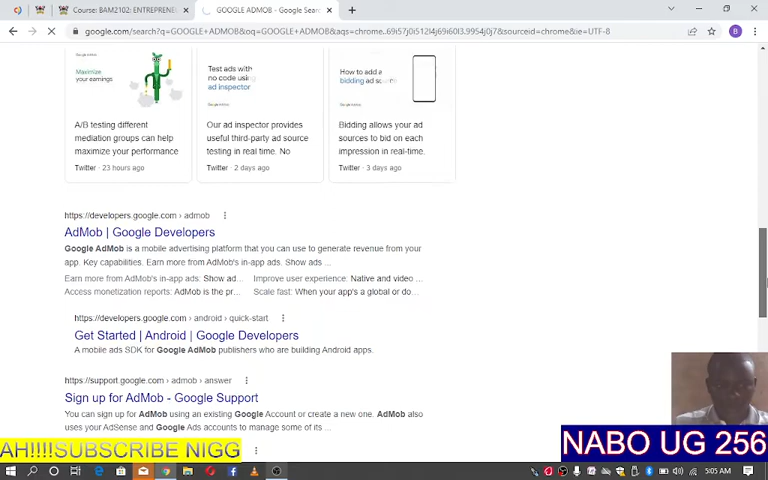 Course: BAM2102: ENTREPRENE
GOOGLE ADMOB - Google Sear
google.com/search?q=GOOGLE+ADMOB&oq=GOOGLE+ADMOB&aqs=chrome..69i57j0i512l4j69i60l3.9954j0j7&sourceid=chrome&ie=UTF-8
B
Maximize
your earnings
Test ads with
no code using
ad inspector
How to add a
bidding ad
A/B testing different
mediation groups can help
maximize your performance
Twitter · 23 hours ago
Our ad inspector provides
useful third-party ad source
testing in real time. No
Twitter · 2 days ago
Bidding allows your ad
sources to bid on each
impression in real-time.
Twitter · 3 days ago
https://developers.google.com › admob
AdMob | Google Developers
Google AdMob is a mobile advertising platform that you can use to generate revenue from your
app. Key capabilities. Earn more from AdMob's in-app ads. Show ads ...
Earn more from AdMob's in-app ads: Show ad... Improve user experience: Native and video ...
Access monetization reports: AdMob is the pr... Scale fast: When your app's a global or do...
https://developers.google.com › android › quick-start
Get Started | Android | Google Developers
A mobile ads SDK for Google AdMob publishers who are building Android apps.
https://support.google.com › admob › answer
Sign up for AdMob - Google Support
You can sign up for AdMob using an existing Google Account or create a new one. AdMob also
uses your AdSense and Google Ads accounts to manage some of its ...
AH!!!!SUBSCRIBE NIGG
NABO UG 256
5:05 AM